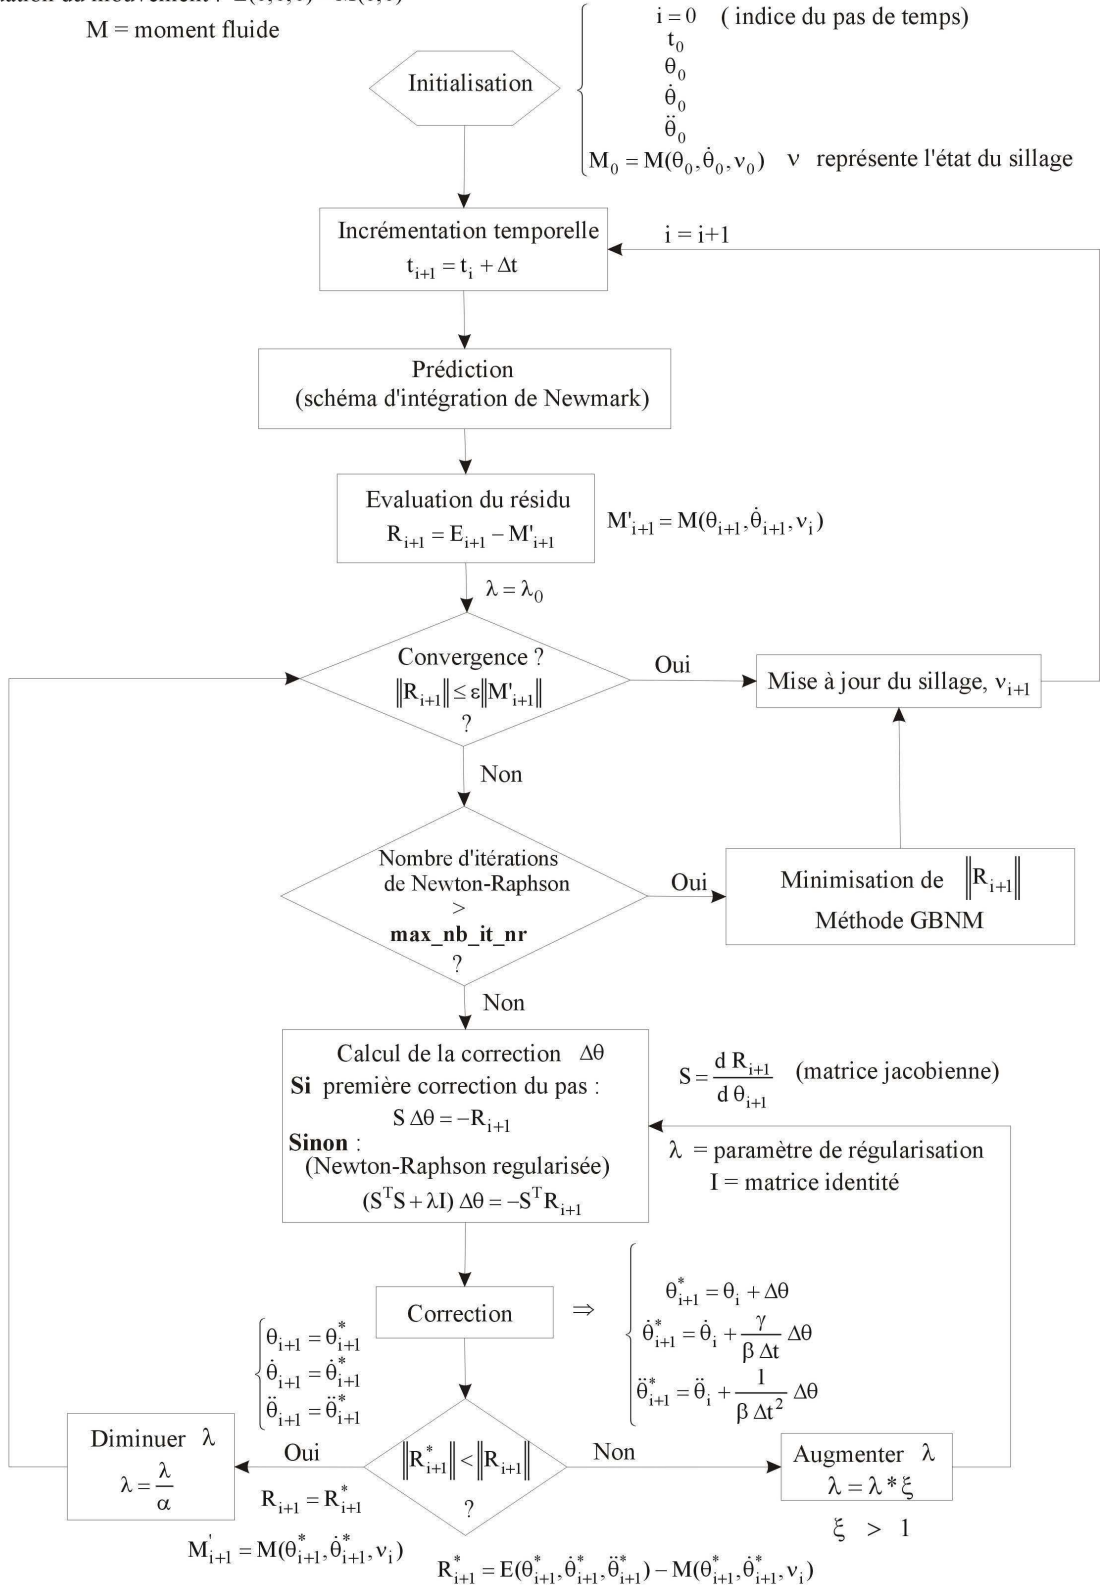 M = moment fluide
i = 0 ( indice du pas de temps)
t₀
θ₀
θ̇₀
θ̈₀
M₀ = M(θ₀,θ̇₀,ν₀) ν représente l'état du sillage
Initialisation
Incrémentation temporelle
tᵢ₊₁ = tᵢ + Δt
i = i+1
Prédiction
(schéma d'intégration de Newmark)
Evaluation du résidu
Rᵢ₊₁ = Eᵢ₊₁ − M'ᵢ₊₁
M'ᵢ₊₁ = M(θᵢ₊₁,θ̇ᵢ₊₁,νᵢ)
λ = λ₀
Convergence ?
‖Rᵢ₊₁‖ ≤ ε‖M'ᵢ₊₁‖
?
Oui
Mise à jour du sillage, νᵢ₊₁
Non
Nombre d'itérations
de Newton-Raphson
>
max_nb_it_nr
?
Oui
Minimisation de ‖Rᵢ₊₁‖
Méthode GBNM
Non
Calcul de la correction Δθ
Si première correction du pas :
S Δθ = −Rᵢ₊₁
Sinon :
(Newton-Raphson regularisée)
(SᵀS + λI) Δθ = −SᵀRᵢ₊₁
S = d Rᵢ₊₁ / d θᵢ₊₁ (matrice jacobienne)
λ = paramètre de régularisation
I = matrice identité
Correction
⇒
θ*ᵢ₊₁ = θᵢ + Δθ
θ̇*ᵢ₊₁ = θ̇ᵢ + γ / β Δt Δθ
θ̈*ᵢ₊₁ = θ̈ᵢ + 1 / β Δt² Δθ
θᵢ₊₁ = θ*ᵢ₊₁
θ̇ᵢ₊₁ = θ̇*ᵢ₊₁
θ̈ᵢ₊₁ = θ̈*ᵢ₊₁
‖R*ᵢ₊₁‖ < ‖Rᵢ₊₁‖
?
Oui
Rᵢ₊₁ = R*ᵢ₊₁
Diminuer λ
λ = λ / α
M'ᵢ₊₁ = M(θ*ᵢ₊₁,θ̇*ᵢ₊₁,νᵢ)
Non
Augmenter λ
λ = λ * ξ
ξ > 1
R*ᵢ₊₁ = E(θ*ᵢ₊₁,θ̇*ᵢ₊₁,θ̈*ᵢ₊₁) − M(θ*ᵢ₊₁,θ̇*ᵢ₊₁,νᵢ)